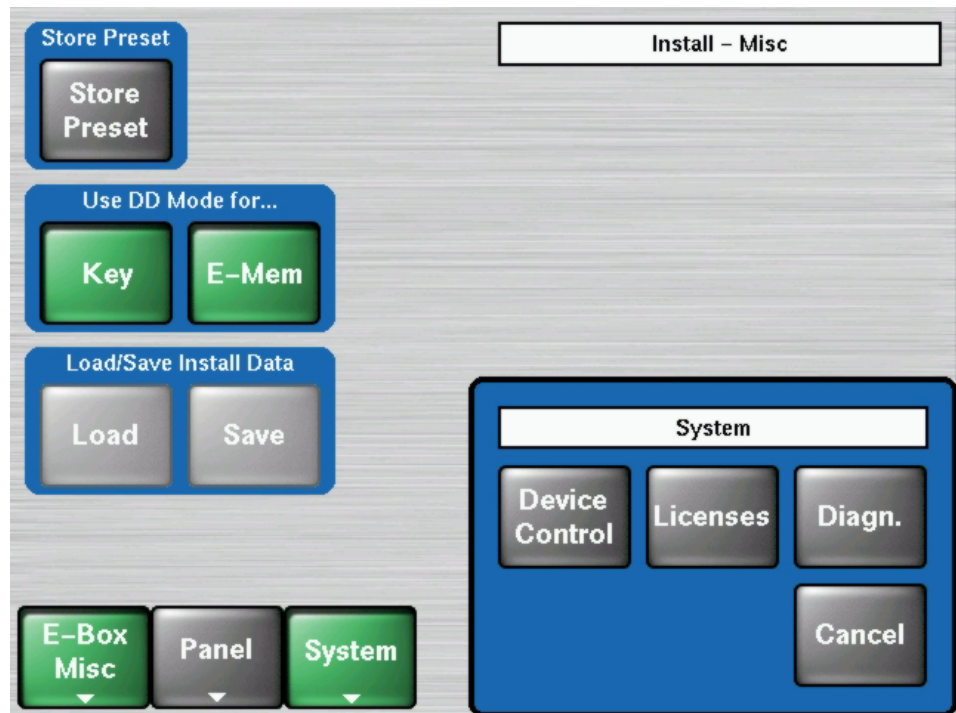 Store Preset
Install – Misc
Store
Preset
Use DD Mode for...
Key
E–Mem
Load/Save Install Data
Load
Save
System
Device
Control
Licenses
Diagn.
Cancel
E–Box
Misc
Panel
System